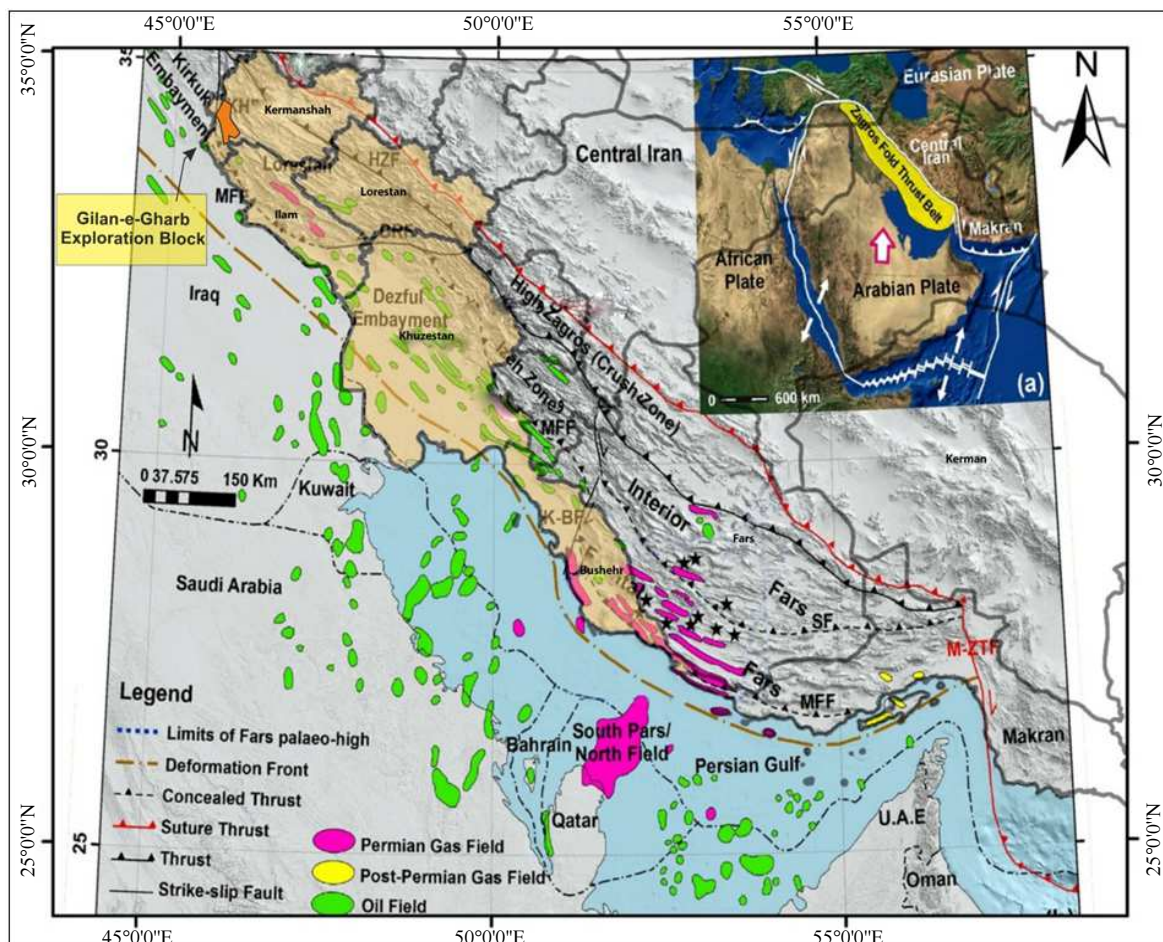 45°0'0"E
50°0'0"E
55°0'0"E
35°0'0"N
35
Kirkuk
Embayment
Kermanshah
Lorestan
HZF
Lorestan
MFF
Ilam
Gilan-e-Gharb
Exploration Block
Iraq
Dezful
Embayment
Khuzestan
Central Iran
High Zagros (Crush Zone)
MFF
Eurasian Plate
Zagros Fold Thrust Belt
Central
Iran
Makran
African
Plate
Arabian Plate
(a)
0
600 km
N
30°0'0"N
30°0'0"N
30
N
0 37.575 150 Km
Kuwait
Kerman
Interior
Fars
K-BF
Bushehr
Saudi Arabia
Fars
SF
M-ZTF
Fars
MFF
Makran
South Pars/
North Field
Bahrain
Persian Gulf
Qatar
U.A.E
Oman
25°0'0"N
25°0'0"N
25
Legend
Limits of Fars palaeo-high
Deformation Front
Concealed Thrust
Suture Thrust
Thrust
Strike-slip Fault
Permian Gas Field
Post-Permian Gas Field
Oil Field
45°0'0"E
50°0'0"E
55°0'0"E